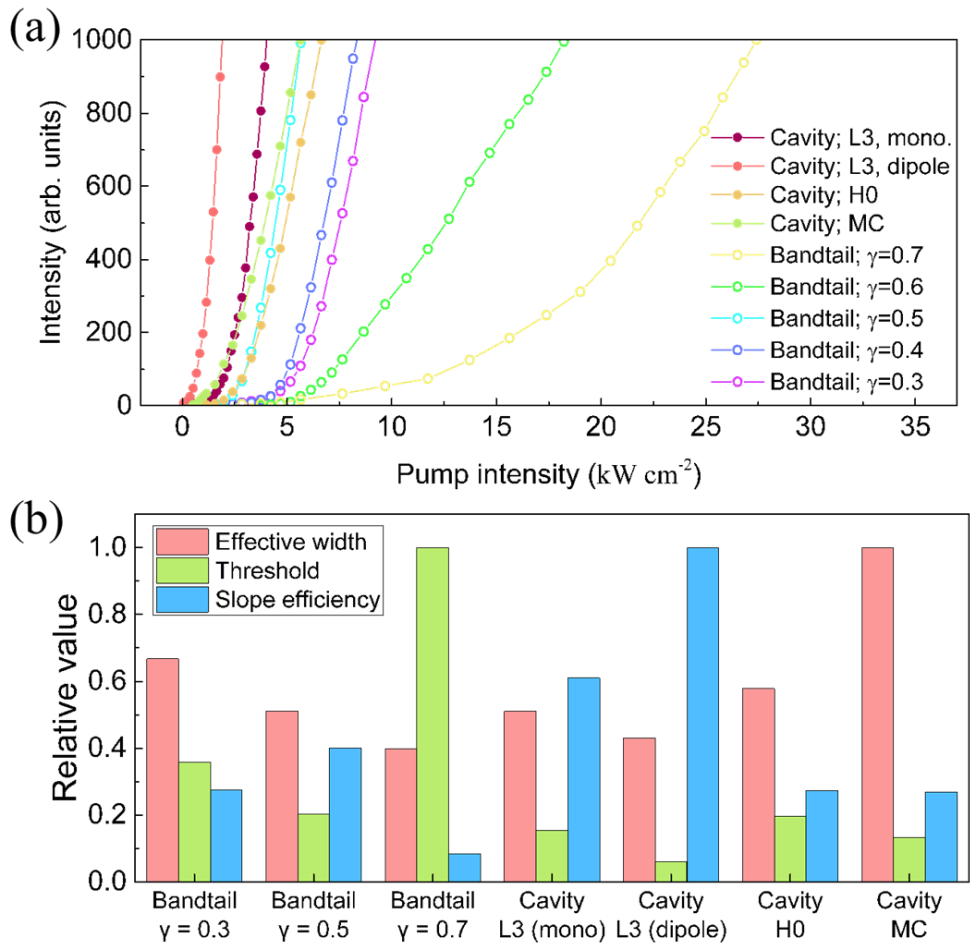 (a)
1000
800
600
400
200
0
Intensity (arb. units)
Cavity; L3, mono.
Cavity; L3, dipole
Cavity; H0
Cavity; MC
Bandtail; γ=0.7
Bandtail; γ=0.6
Bandtail; γ=0.5
Bandtail; γ=0.4
Bandtail; γ=0.3
0 5 10 15 20 25 30 35
Pump intensity (kW cm⁻²)
(b)
Effective width
Threshold
Slope efficiency
1.0
0.8
0.6
0.4
0.2
0.0
Relative value
Bandtail Bandtail Bandtail Cavity Cavity Cavity Cavity
γ = 0.3 γ = 0.5 γ = 0.7 L3 (mono) L3 (dipole) H0 MC